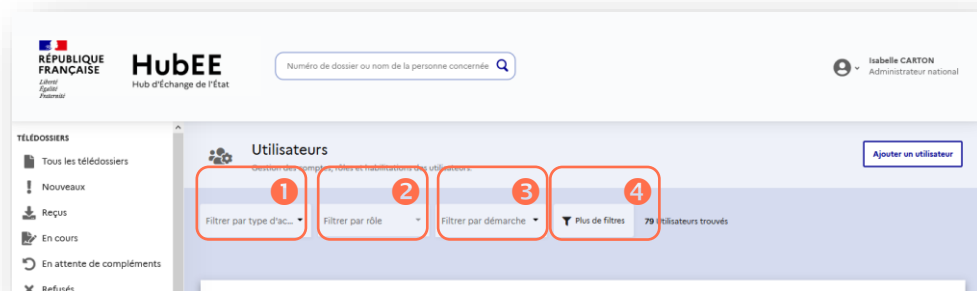 RÉPUBLIQUE
FRANÇAISE
Liberté
Égalité
Fraternité
HubEE
Hub d'Échange de l'État
Numéro de dossier ou nom de la personne concernée
Isabelle CARTON
Administrateur national
TÉLÉDOSSIERS
Tous les télédossiers
Nouveaux
Reçus
En cours
En attente de compléments
Refusés
Utilisateurs
Gestion des comptes, rôles et habilitations des utilisateurs.
Ajouter un utilisateur
1 2 3 4
Filtrer par type d'ac... Filtrer par rôle Filtrer par démarche Plus de filtres 79 Utilisateurs trouvés